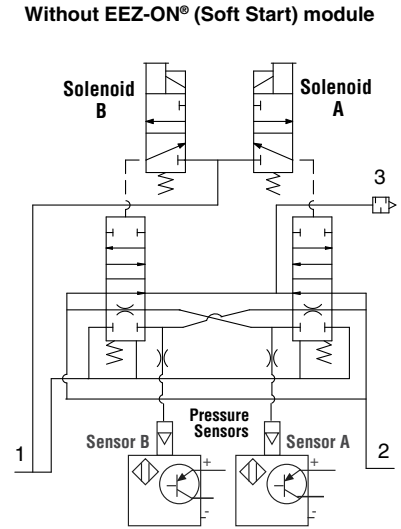 Without EEZ-ON® (Soft Start) module
Solenoid
B
Solenoid
A
3
Pressure
Sensors
Sensor B
Sensor A
1
2
+
-
+
-